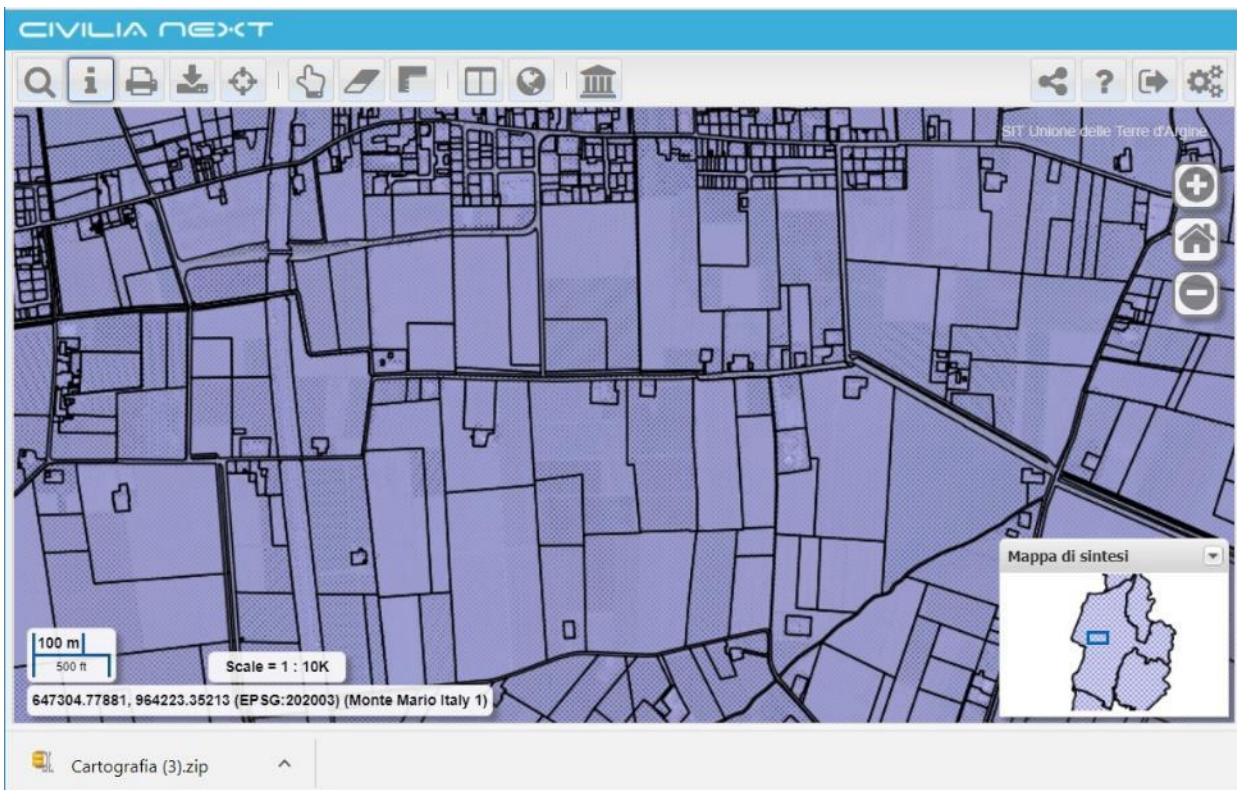 CIVILIA NEXT
SIT Unione delle Terre d'Argine
Mappa di sintesi
100 m
500 ft
Scale = 1 : 10K
647304.77881, 964223.35213 (EPSG:202003) (Monte Mario Italy 1)
Cartografia (3).zip